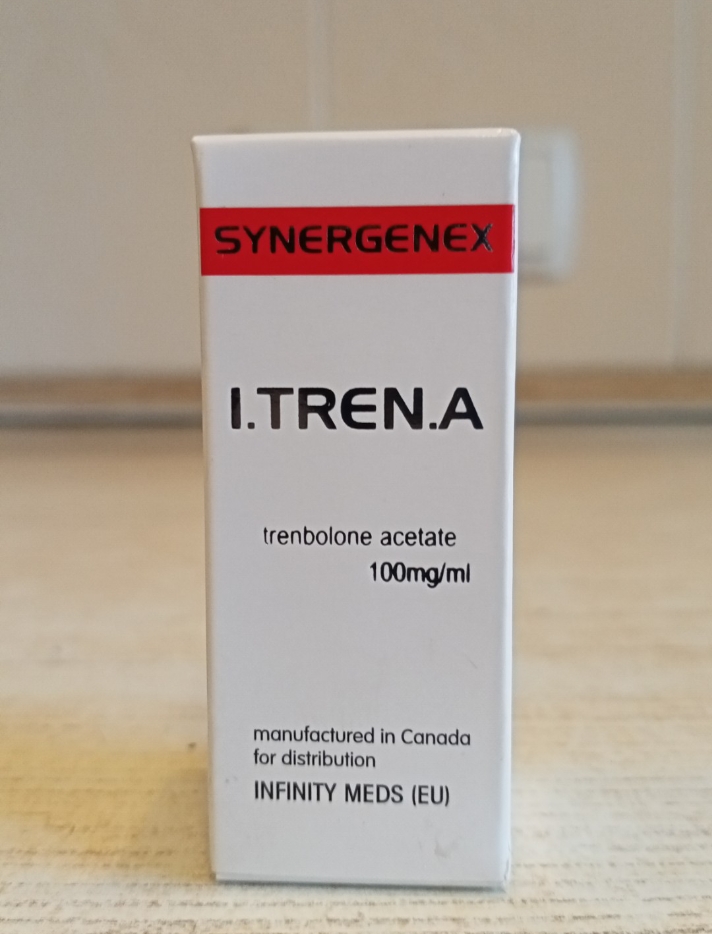 SYNERGENEX
I.TREN.A
trenbolone acetate
100mg/ml
manufactured in Canada
for distribution
INFINITY MEDS (EU)